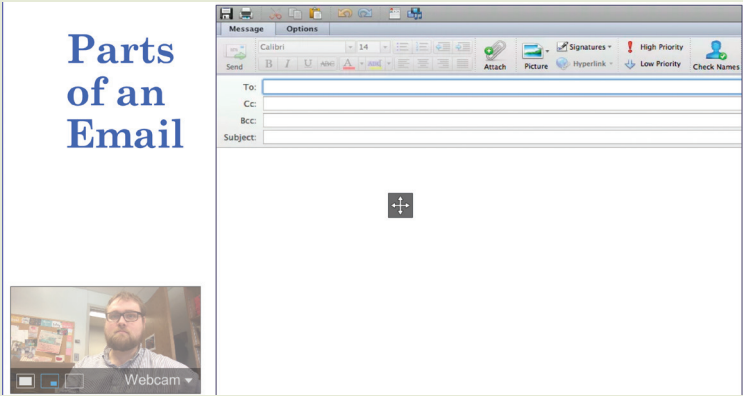 Parts
of an
Email
Message Options
Calibri 14 Signatures High Priority
Send B I U ABC A Attach Picture Hyperlink Low Priority Check Names
To:
Cc:
Bcc:
Subject:
Webcam